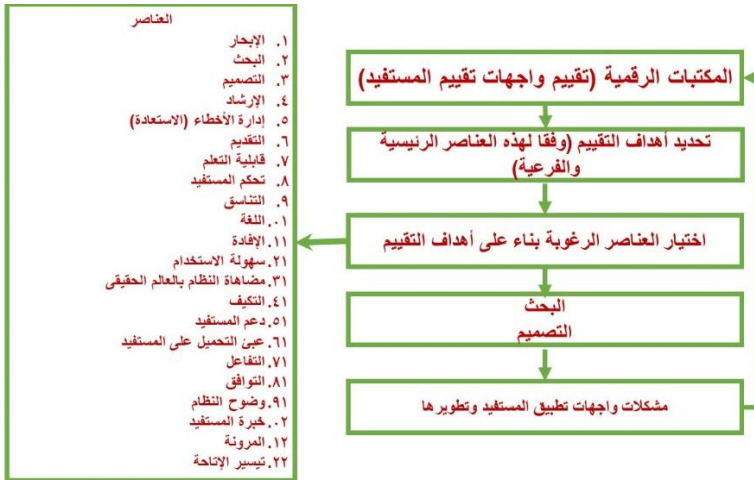 المكتبات الرقمية (تقييم واجهات تقييم المستفيد)
تحديد أهداف التقييم (وفقا لهذه العناصر الرئيسية
والفرعية)
اختيار العناصر الرغوبة بناء على أهداف التقييم
البحث
التصميم
مشكلات واجهات تطبيق المستفيد وتطويرها
العناصر
١. الإبحار
٢. البحث
٣. التصميم
٤. الإرشاد
٥. إدارة الأخطاء (الاستعادة)
٦. التقديم
٧. قابلية التعلم
٨. تحكم المستفيد
٩. التناسق
٠١. اللغة
١١. الإفادة
٢١. سهولة الاستخدام
٣١. مضاهاة النظام بالعالم الحقيقى
٤١. التكيف
٥١. دعم المستفيد
٦١. عبئ التحميل على المستفيد
٧١. التفاعل
٨١. التوافق
٩١. وضوح النظام
٠٢. خبرة المستفيد
١٢. المرونة
٢٢. تيسير الإتاحة